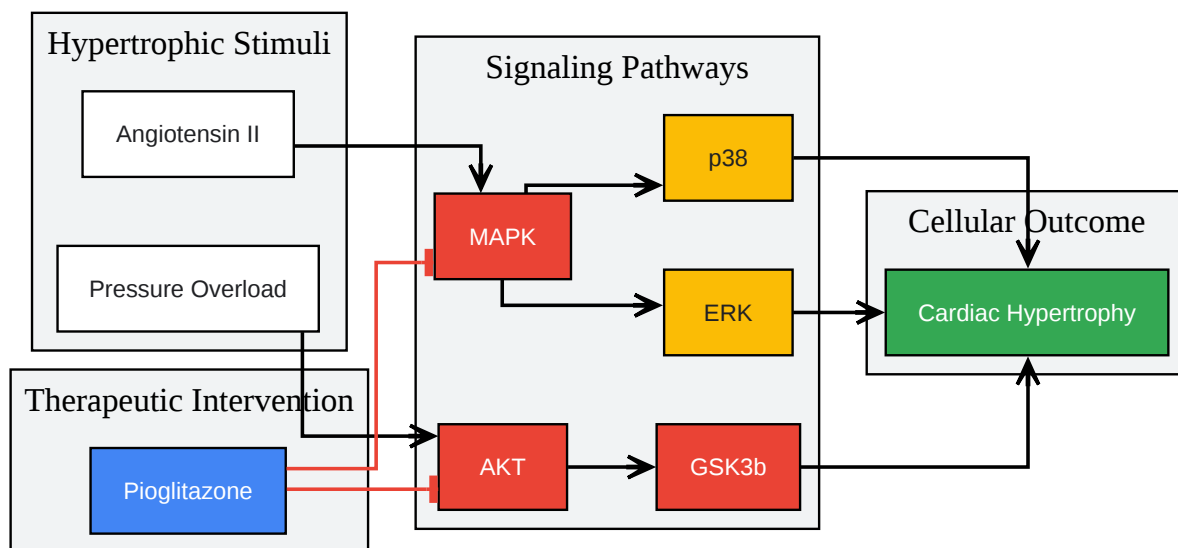 Hypertrophic Stimuli
Angiotensin II
Pressure Overload
Therapeutic Intervention
Pioglitazone
Signaling Pathways
p38
MAPK
ERK
AKT
GSK3b
Cellular Outcome
Cardiac Hypertrophy